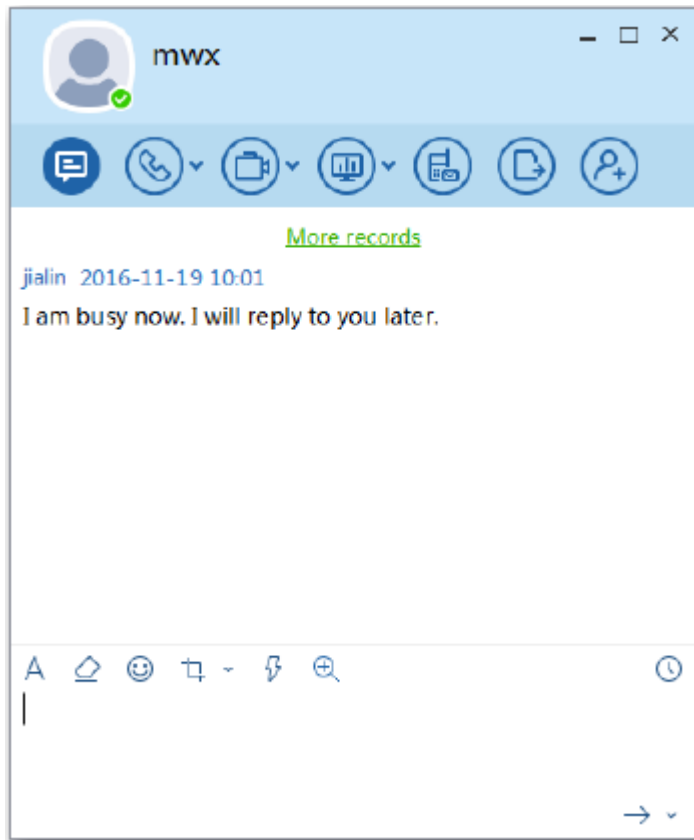 mwx
More records
jialin 2016-11-19 10:01
I am busy now. I will reply to you later.